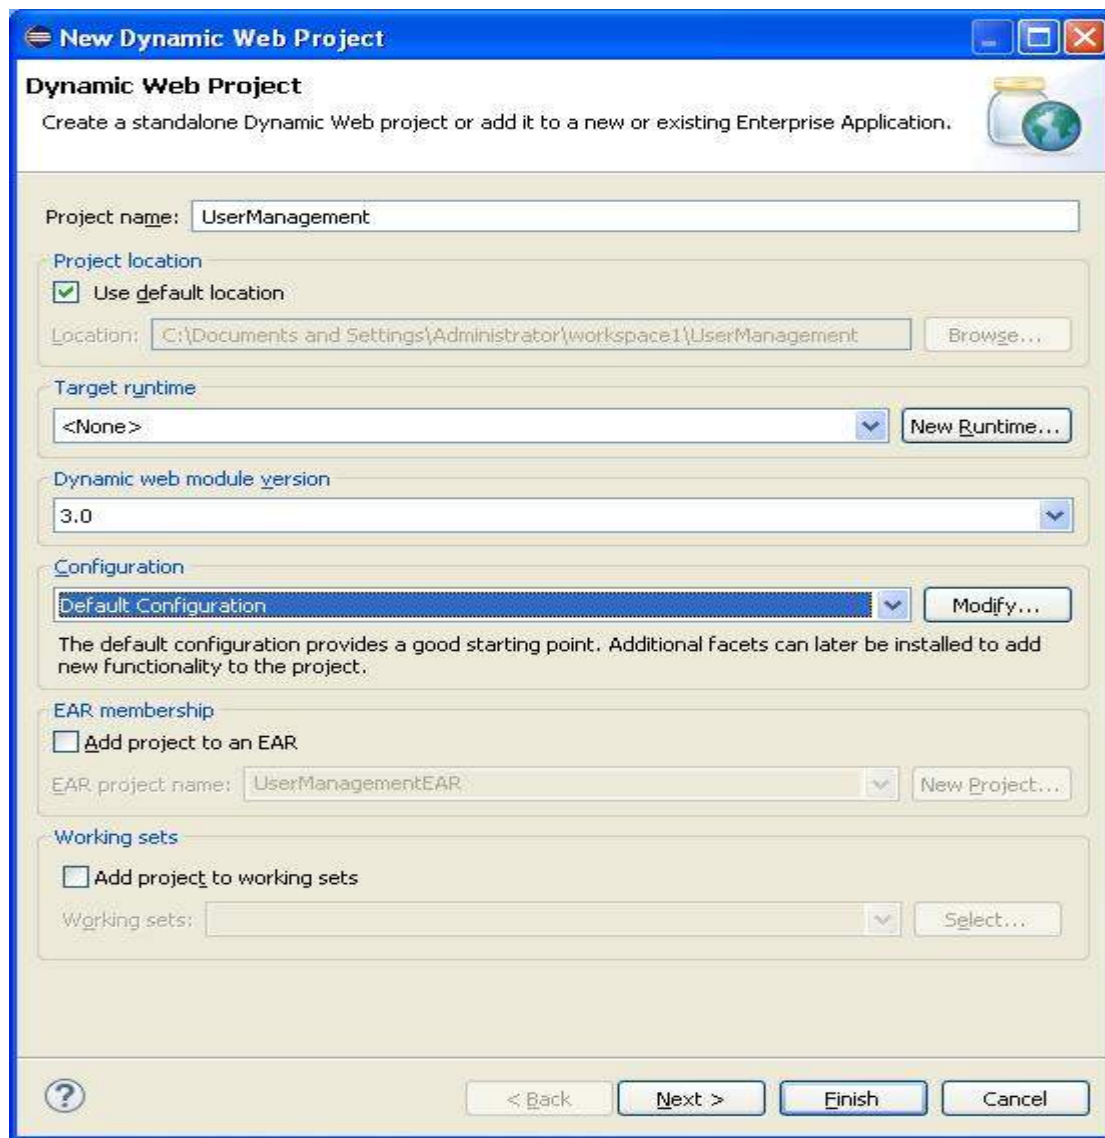 New Dynamic Web Project
Dynamic Web Project
Create a standalone Dynamic Web project or add it to a new or existing Enterprise Application.
Project name: UserManagement
Project location
Use default location
Location: C:\Documents and Settings\Administrator\workspace1\UserManagement Browse...
Target runtime
<None> New Runtime...
Dynamic web module version
3.0
Configuration
Default Configuration Modify...
The default configuration provides a good starting point. Additional facets can later be installed to add
new functionality to the project.
EAR membership
Add project to an EAR
EAR project name: UserManagementEAR New Project...
Working sets
Add project to working sets
Working sets: Select...
? < Back Next > Finish Cancel